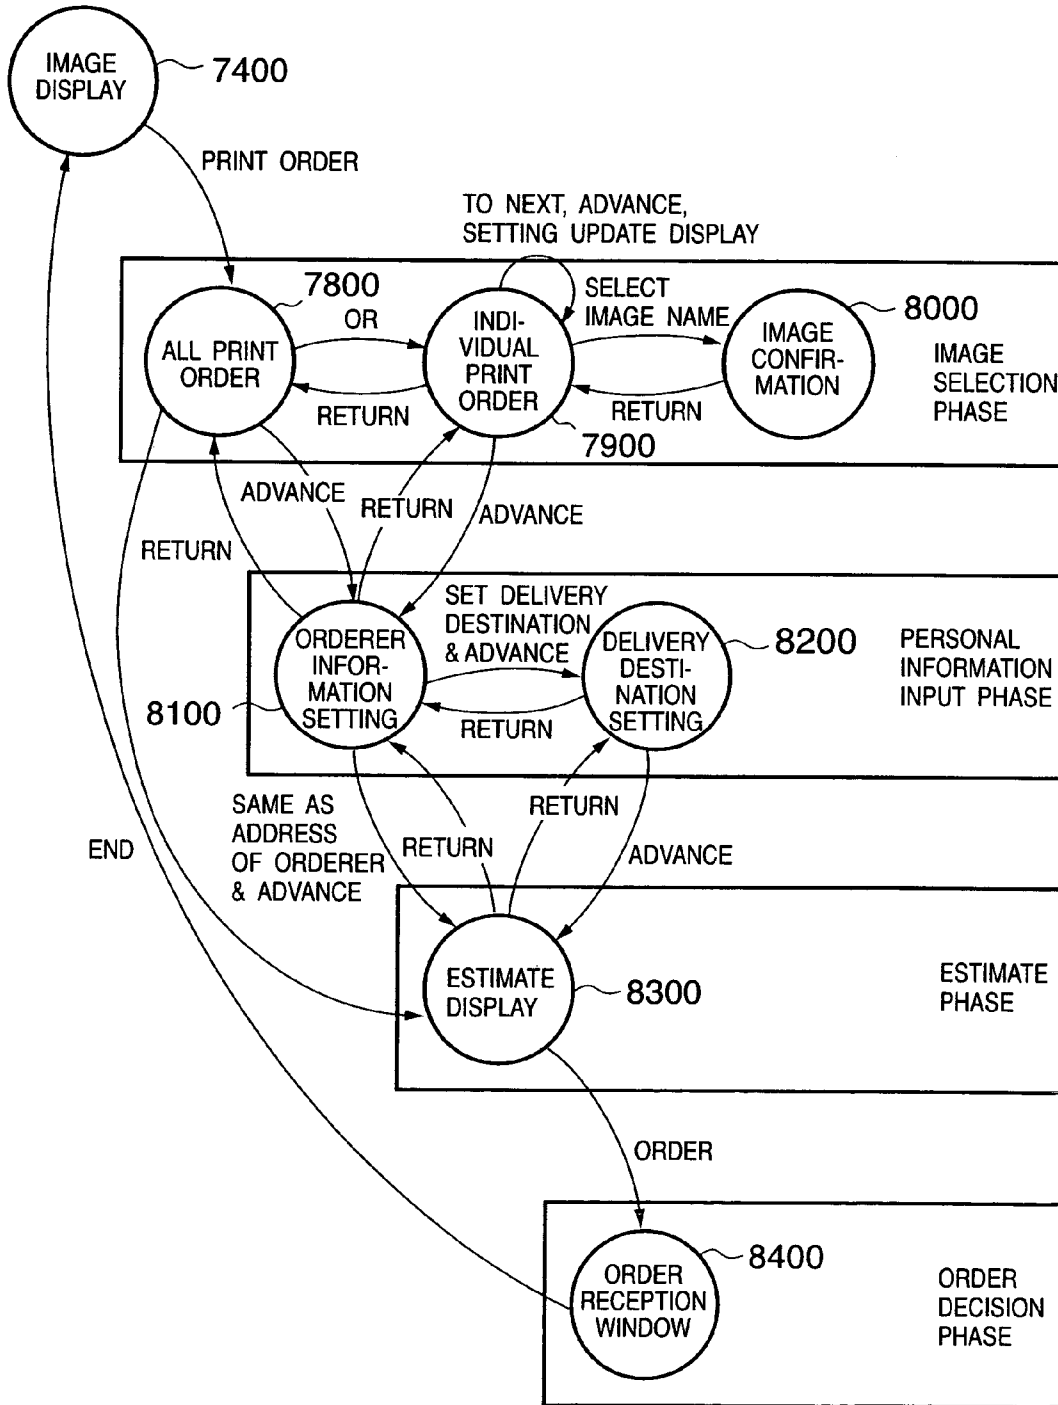 IMAGE
DISPLAY
7400
PRINT ORDER
TO NEXT, ADVANCE,
SETTING UPDATE DISPLAY
7800
OR
ALL PRINT
ORDER
RETURN
INDI-
VIDUAL
PRINT
ORDER
7900
SELECT
IMAGE NAME
RETURN
IMAGE
CONFIR-
MATION
8000
IMAGE
SELECTION
PHASE
ADVANCE
RETURN
ADVANCE
RETURN
ORDERER
INFOR-
MATION
SETTING
8100
SET DELIVERY
DESTINATION
& ADVANCE
RETURN
DELIVERY
DESTI-
NATION
SETTING
8200
PERSONAL
INFORMATION
INPUT PHASE
SAME AS
ADDRESS
OF ORDERER
& ADVANCE
RETURN
RETURN
ADVANCE
END
ESTIMATE
DISPLAY
8300
ESTIMATE
PHASE
ORDER
ORDER
RECEPTION
WINDOW
8400
ORDER
DECISION
PHASE